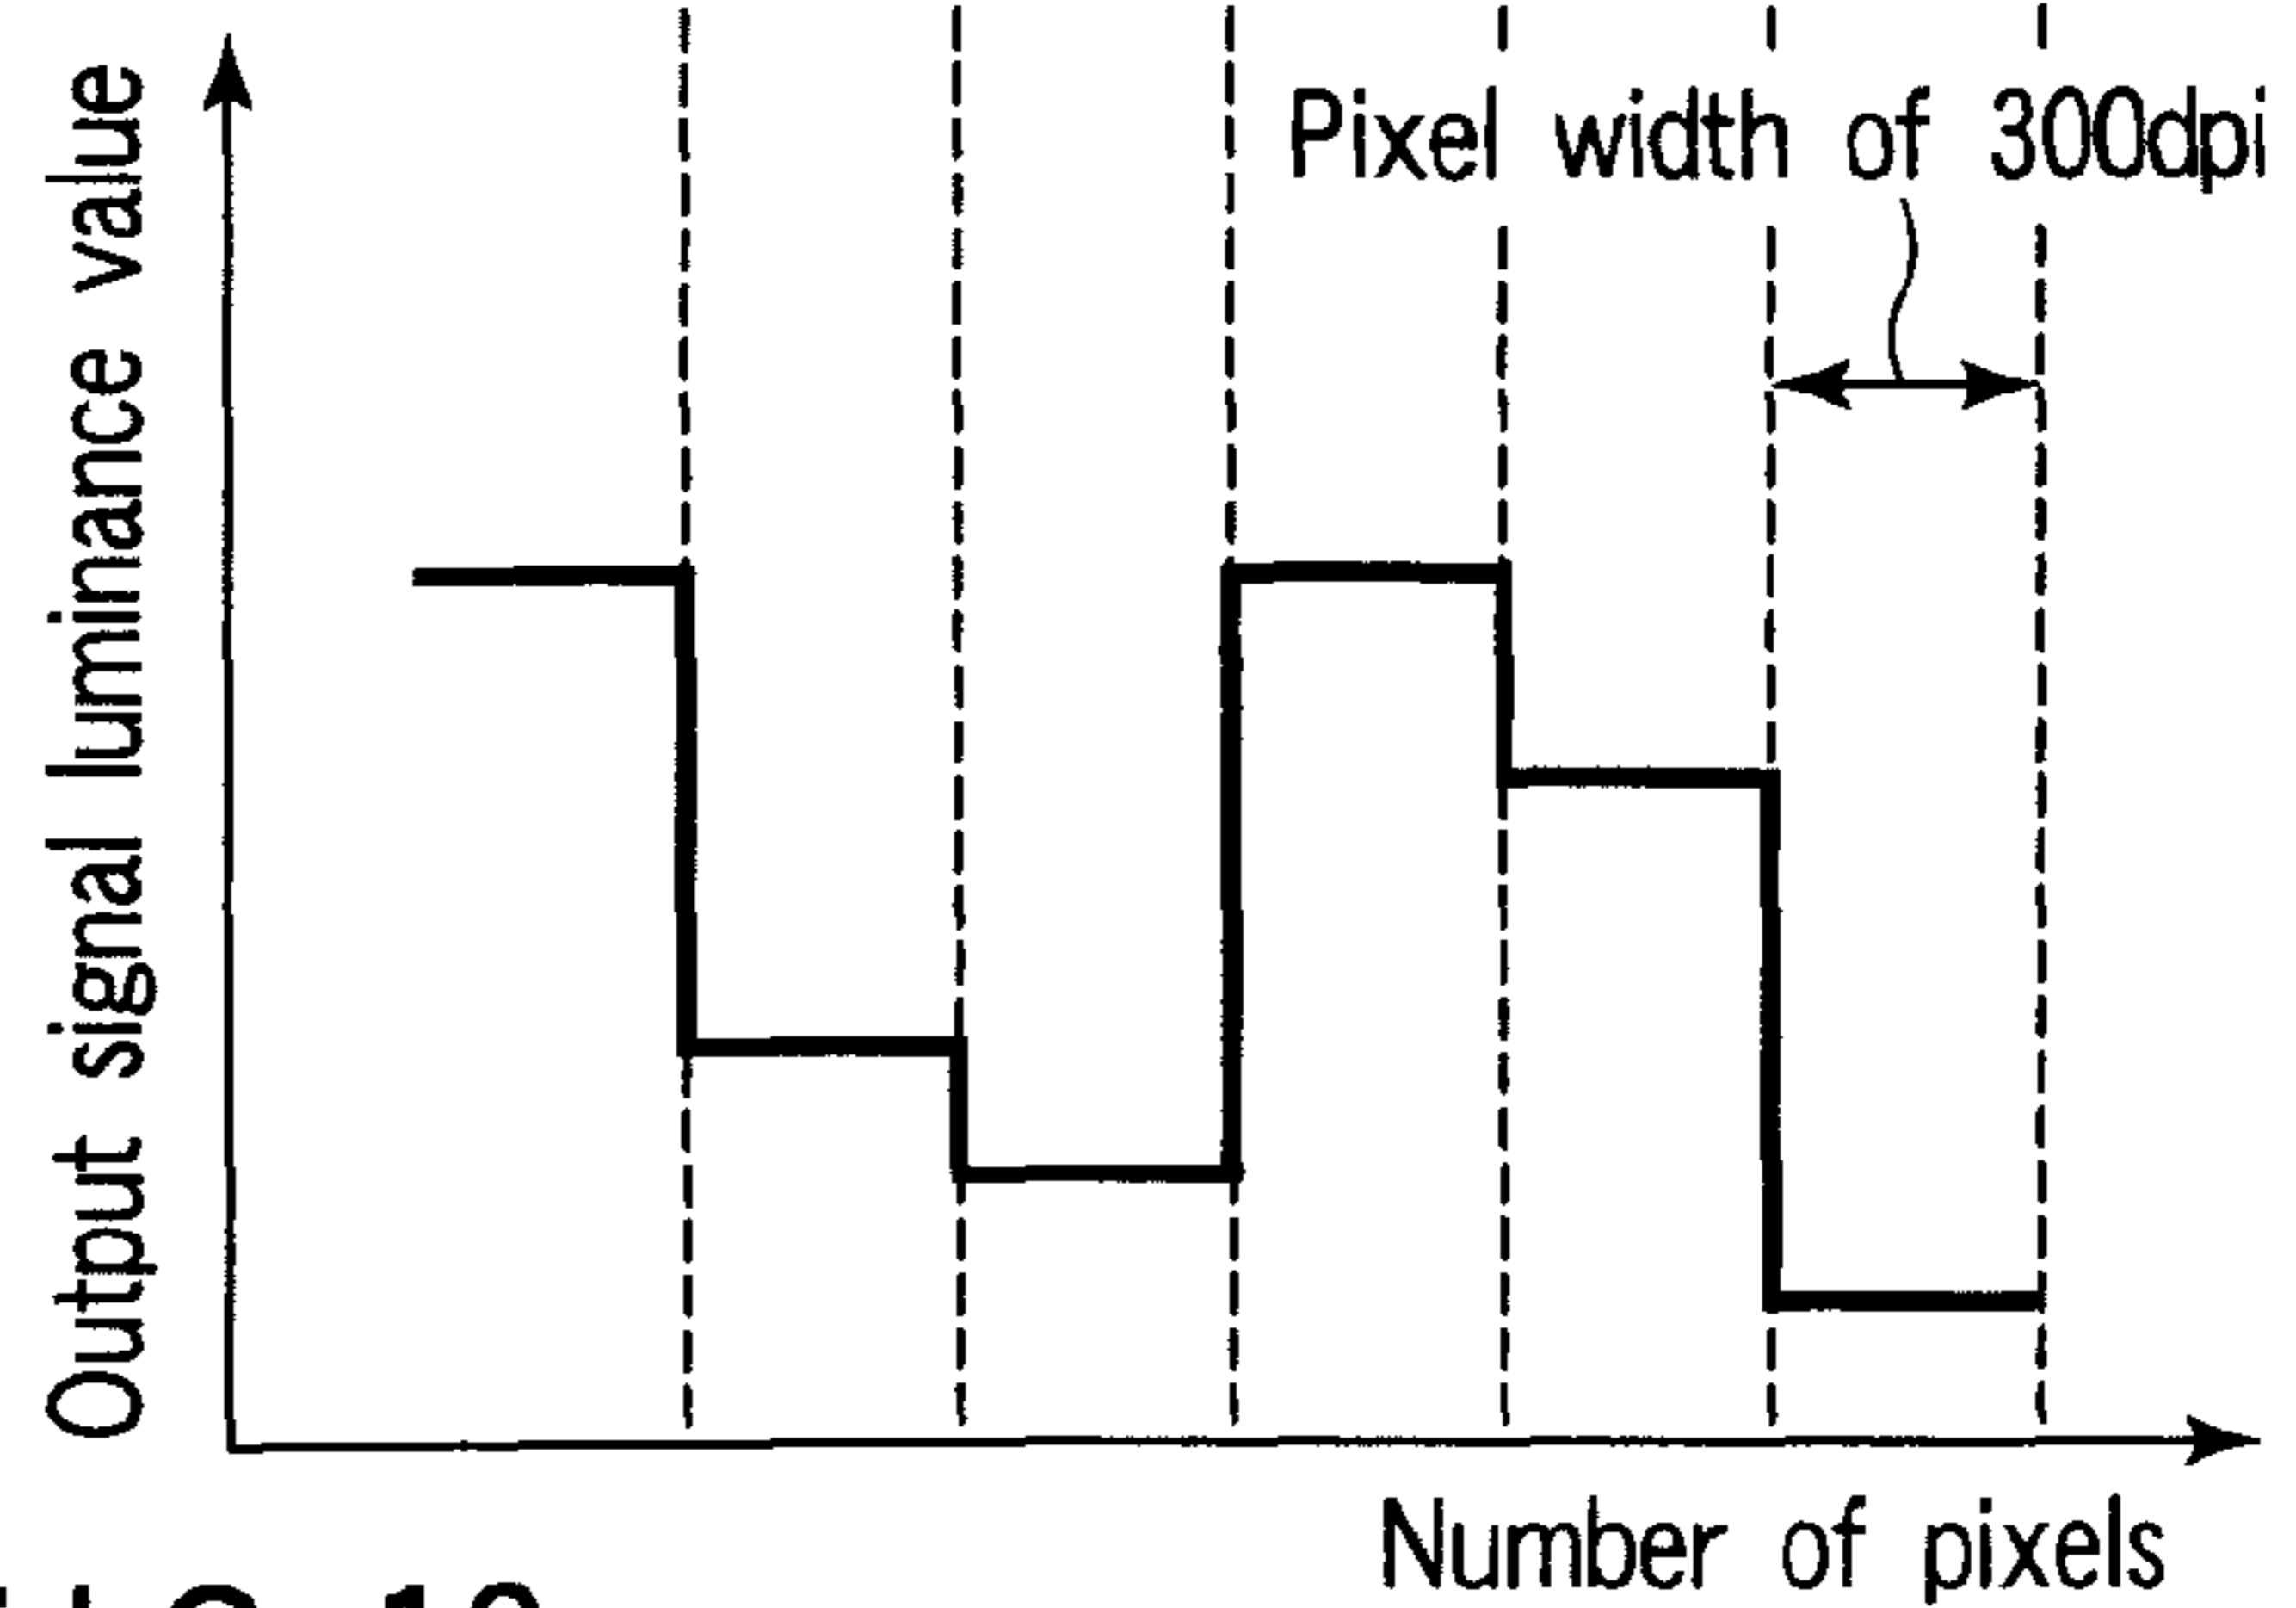 Output signal luminance value
Pixel width of 300dpi
Number of pixels